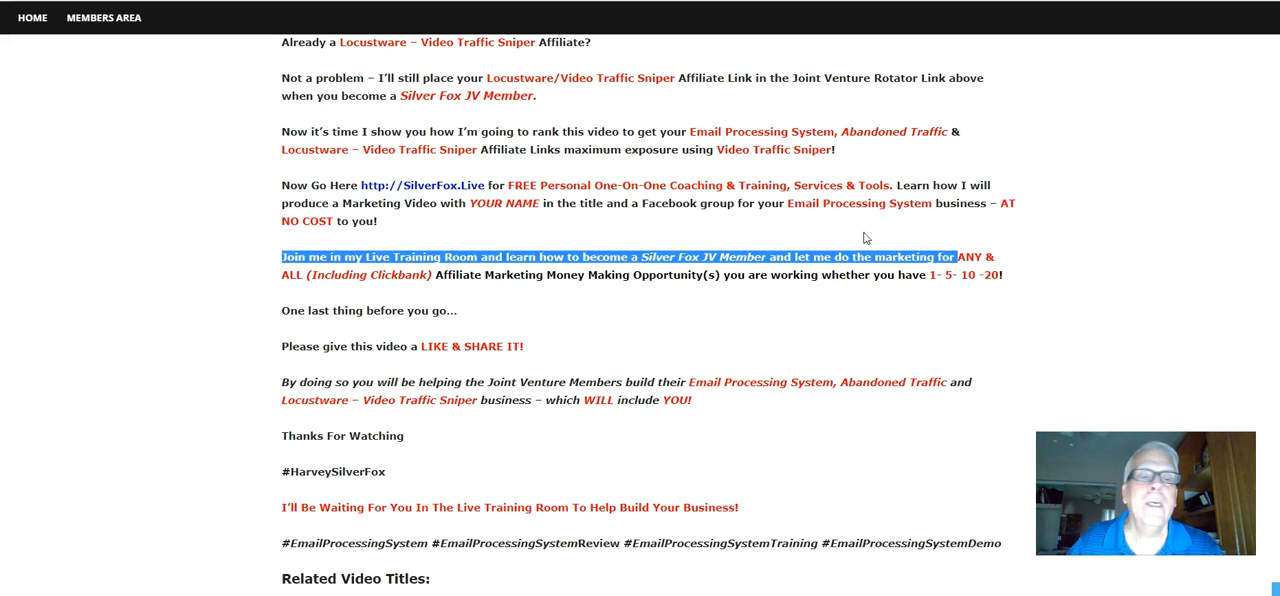 HOME MEMBERS AREA
Already a Locustware – Video Traffic Sniper Affiliate?
Not a problem – I'll still place your Locustware/Video Traffic Sniper Affiliate Link in the Joint Venture Rotator Link above
when you become a Silver Fox JV Member.
Now it's time I show you how I'm going to rank this video to get your Email Processing System, Abandoned Traffic &
Locustware – Video Traffic Sniper Affiliate Links maximum exposure using Video Traffic Sniper!
Now Go Here http://SilverFox.Live for FREE Personal One-On-One Coaching & Training, Services & Tools. Learn how I will
produce a Marketing Video with YOUR NAME in the title and a Facebook group for your Email Processing System business – AT
NO COST to you!
Join me in my Live Training Room and learn how to become a Silver Fox JV Member and let me do the marketing for ANY &
ALL (Including Clickbank) Affiliate Marketing Money Making Opportunity(s) you are working whether you have 1- 5- 10 -20!
One last thing before you go...
Please give this video a LIKE & SHARE IT!
By doing so you will be helping the Joint Venture Members build their Email Processing System, Abandoned Traffic and
Locustware – Video Traffic Sniper business – which WILL include YOU!
Thanks For Watching
#HarveySilverFox
I'll Be Waiting For You In The Live Training Room To Help Build Your Business!
#EmailProcessingSystem #EmailProcessingSystemReview #EmailProcessingSystemTraining #EmailProcessingSystemDemo
Related Video Titles: